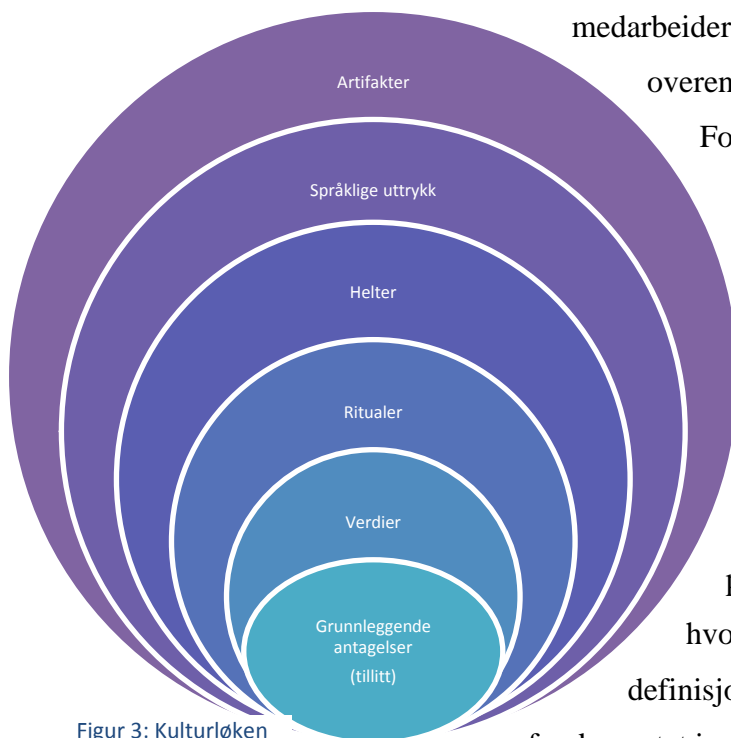 medarbeider
overen
Fo
Artifakter
Språklige uttrykk
Helter
Ritualer
Verdier
Grunnleggende
antagelser
(tillitt)
hvo
definisjo
Figur 3: Kulturløken